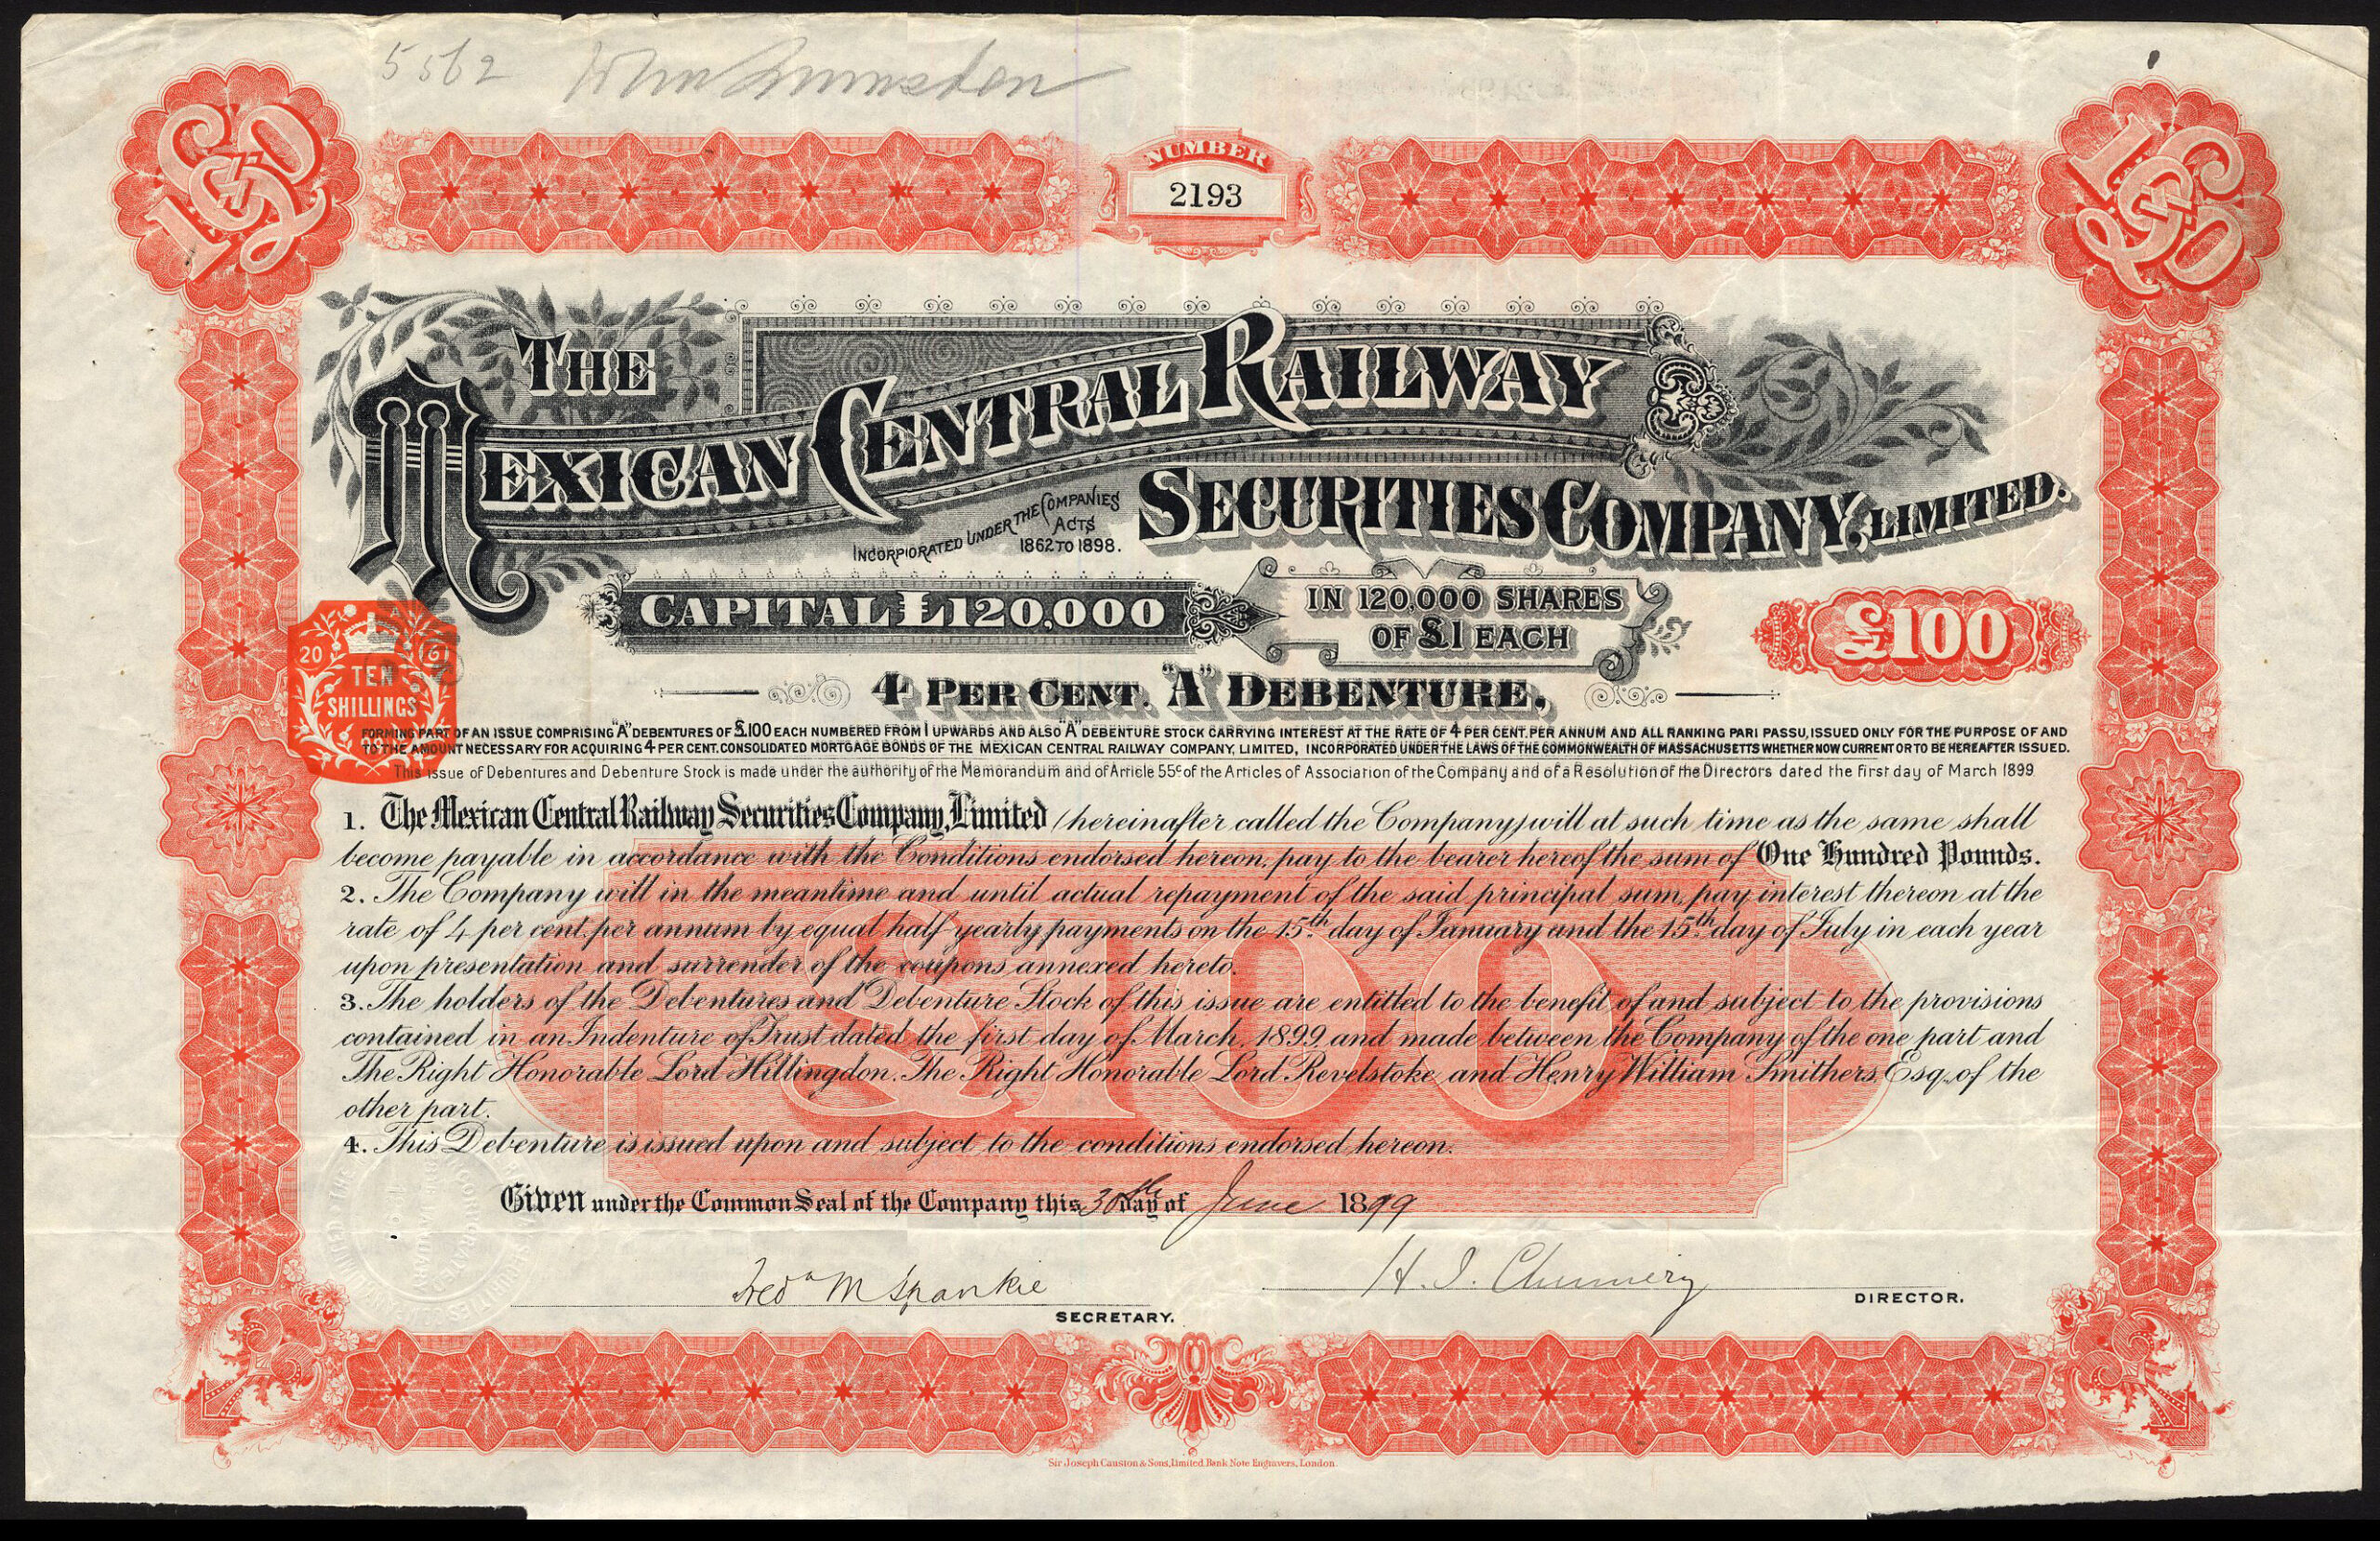 5562
NUMBER
2193
£100
£100
THE
MEXICAN CENTRAL RAILWAY
SECURITIES COMPANY, LIMITED.
INCORPIORATED UNDER THE COMPANIES
ACTS
1862 TO 1898.
CAPITAL £120,000
IN 120,000 SHARES
OF £1 EACH
£100
20 6
TEN
SHILLINGS
4 PER CENT. "A" DEBENTURE,
FORMING PART OF AN ISSUE COMPRISING "A" DEBENTURES OF £100 EACH NUMBERED FROM 1 UPWARDS AND ALSO "A" DEBENTURE STOCK CARRYING INTEREST AT THE RATE OF 4 PER CENT. PER ANNUM AND ALL RANKING PARI PASSU, ISSUED ONLY FOR THE PURPOSE OF AND
TO THE AMOUNT NECESSARY FOR ACQUIRING 4 PER CENT. CONSOLIDATED MORTGAGE BONDS OF THE MEXICAN CENTRAL RAILWAY COMPANY, LIMITED, INCORPORATED UNDER THE LAWS OF THE COMMONWEALTH OF MASSACHUSETTS WHETHER NOW CURRENT OR TO BE HEREAFTER ISSUED.
This issue of Debentures and Debenture Stock is made under the authority of the Memorandum and of Article 55c of the Articles of Association of the Company and of a Resolution of the Directors dated the first day of March 1899
1. The Mexican Central Railway Securities Company, Limited (hereinafter called the Company) will at such time as the same shall
become payable in accordance with the Conditions endorsed hereon, pay to the bearer hereof the sum of One Hundred Pounds.
2. The Company will in the meantime and until actual repayment of the said principal sum, pay interest thereon at the
rate of 4 per cent. per annum by equal half-yearly payments on the 15th day of January and the 15th day of July in each year
upon presentation and surrender of the coupons annexed hereto.
3. The holders of the Debentures and Debenture Stock of this issue are entitled to the benefit of and subject to the provisions
contained in an Indenture of Trust dated the first day of March, 1899, and made between the Company of the one part and
The Right Honorable Lord Hillingdon, The Right Honorable Lord Revelstoke and Henry William Smithers, Esq. of the
other part.
4. This Debenture is issued upon and subject to the conditions endorsed hereon.
£100
Given under the Common Seal of the Company this 30th day of June 1899
Fredk M Spankie
SECRETARY.
DIRECTOR.
Sir Joseph Causton & Sons, Limited, Bank Note Engravers, London.